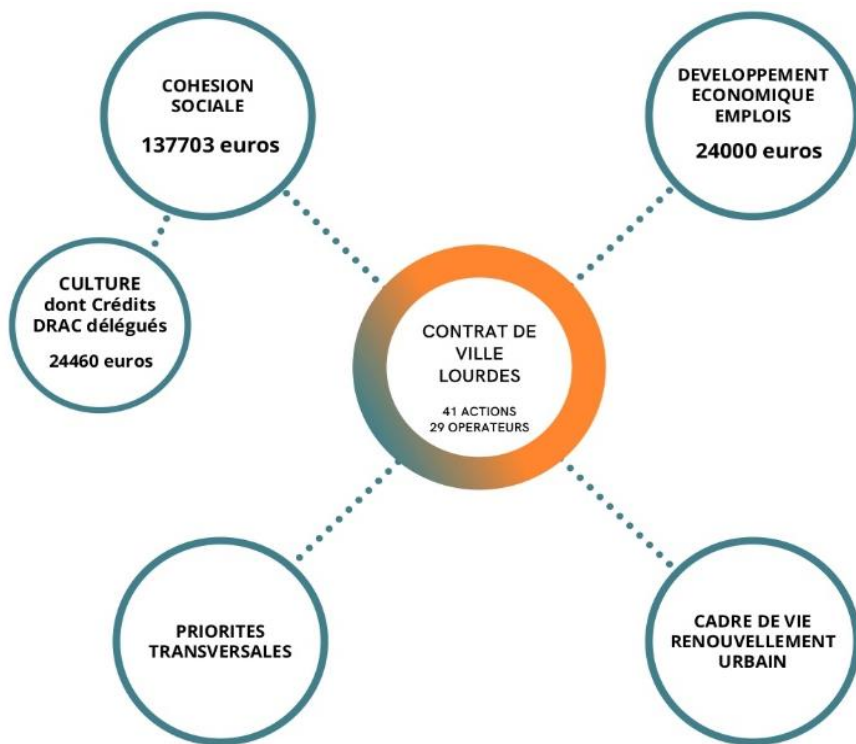 COHESION
SOCIALE
137703 euros
DEVELOPPEMENT
ECONOMIQUE
EMPLOIS
24000 euros
CULTURE
dont Crédits
DRAC délégués
24460 euros
CONTRAT DE
VILLE
LOURDES
41 ACTIONS
29 OPERATEURS
PRIORITES
TRANSVERSALES
CADRE DE VIE
RENOUVELLEMENT
URBAIN